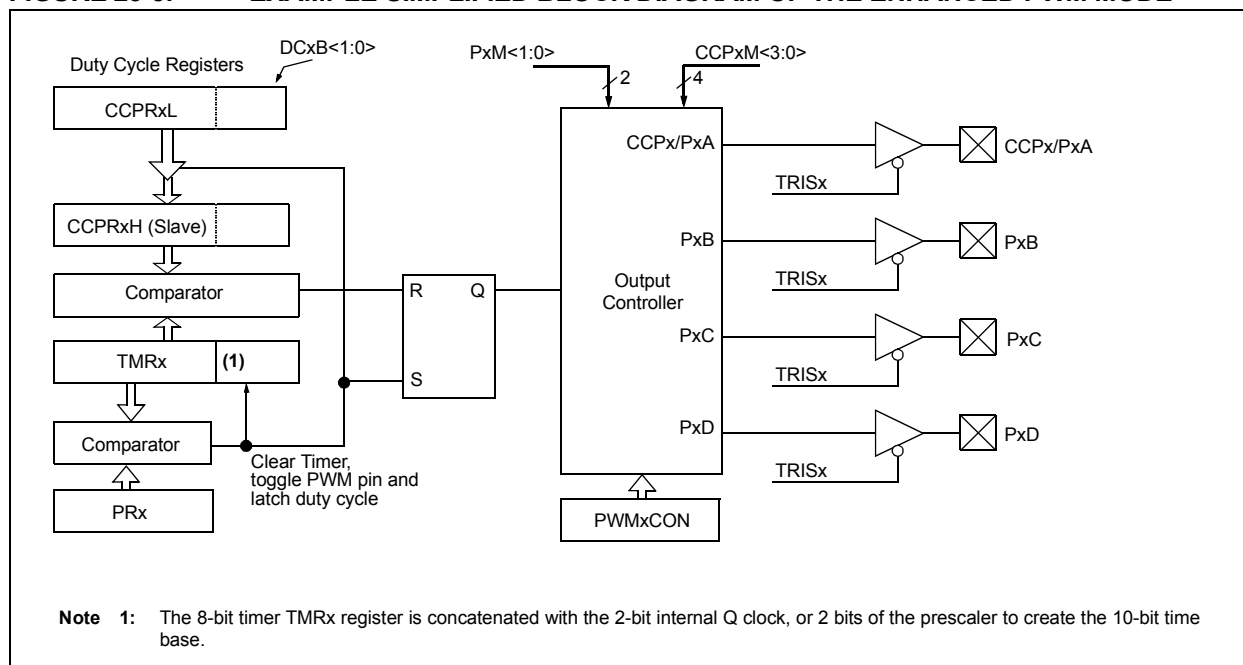 DCxB<1:0>
Duty Cycle Registers
CCPRxL
CCPRxH (Slave)
Comparator
TMRx (1)
Comparator
PRx
Clear Timer,
toggle PWM pin and
latch duty cycle
R Q
S
PxM<1:0>
2
CCPxM<3:0>
4
Output
Controller
CCPx/PxA
PxB
PxC
PxD
PWMxCON
TRISx
CCPx/PxA
TRISx
PxB
TRISx
PxC
TRISx
PxD
Note 1: The 8-bit timer TMRx register is concatenated with the 2-bit internal Q clock, or 2 bits of the prescaler to create the 10-bit time
base.